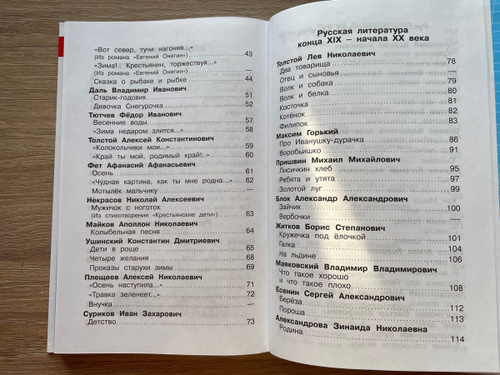 "Вот север, тучи нагоняя..."
(Из романа «Евгений Онегин») 43
"Зима!.. Крестьянин, торжествуя..."
(Из романа «Евгений Онегин») —
Сказка о рыбаке и рыбке 44
Даль Владимир Иванович
Старик-годовик 51
Девочка Снегурочка 52
Тютчев Фёдор Иванович
Весенние воды 57
"Зима недаром злится..." 58
Толстой Алексей Константинович
«Колокольчики мои...» 59
«Край ты мой, родимый край!..» 60
Фет Афанасий Афанасьевич
Осень 61
«Чудная картина, как ты мне родна...» 62
Мотылёк мальчику —
Некрасов Николай Алексеевич
Мужичок с ноготок
(Из стихотворения «Крестьянские дети») 63
Майков Аполлон Николаевич
Колыбельная песня 64
Ушинский Константин Дмитриевич
Дети в роще 65
Четыре желания 68
Проказы старухи зимы 69
Плещеев Алексей Николаевич
«Осень наступила...» 71
«Травка зеленеет...» 72
Внучка —
Суриков Иван Захарович
Детство 73
Русская литература
конца XIX – начала XX века
Толстой Лев Николаевич
Два товарища 78
Отец и сыновья —
Волк и собака 79
Волк и белка 80
Косточка 81
Котёнок 82
Филипок 83
Максим Горький
Про Иванушку-дурачка 86
Воробьишко 91
Пришвин Михаил Михайлович
Лисичкин хлеб 95
Ребята и утята 97
Золотой луг 99
Блок Александр Александрович
Зайчик 100
Вербочки —
Житков Борис Степанович
Кружечка под ёлочкой 101
Галка 104
На льдине 106
Маяковский Владимир Владимирович
Что такое хорошо
и что такое плохо 108
Есенин Сергей Александрович
Берёза 112
Пороша 113
Александрова Зинаида Николаевна
Родина 114